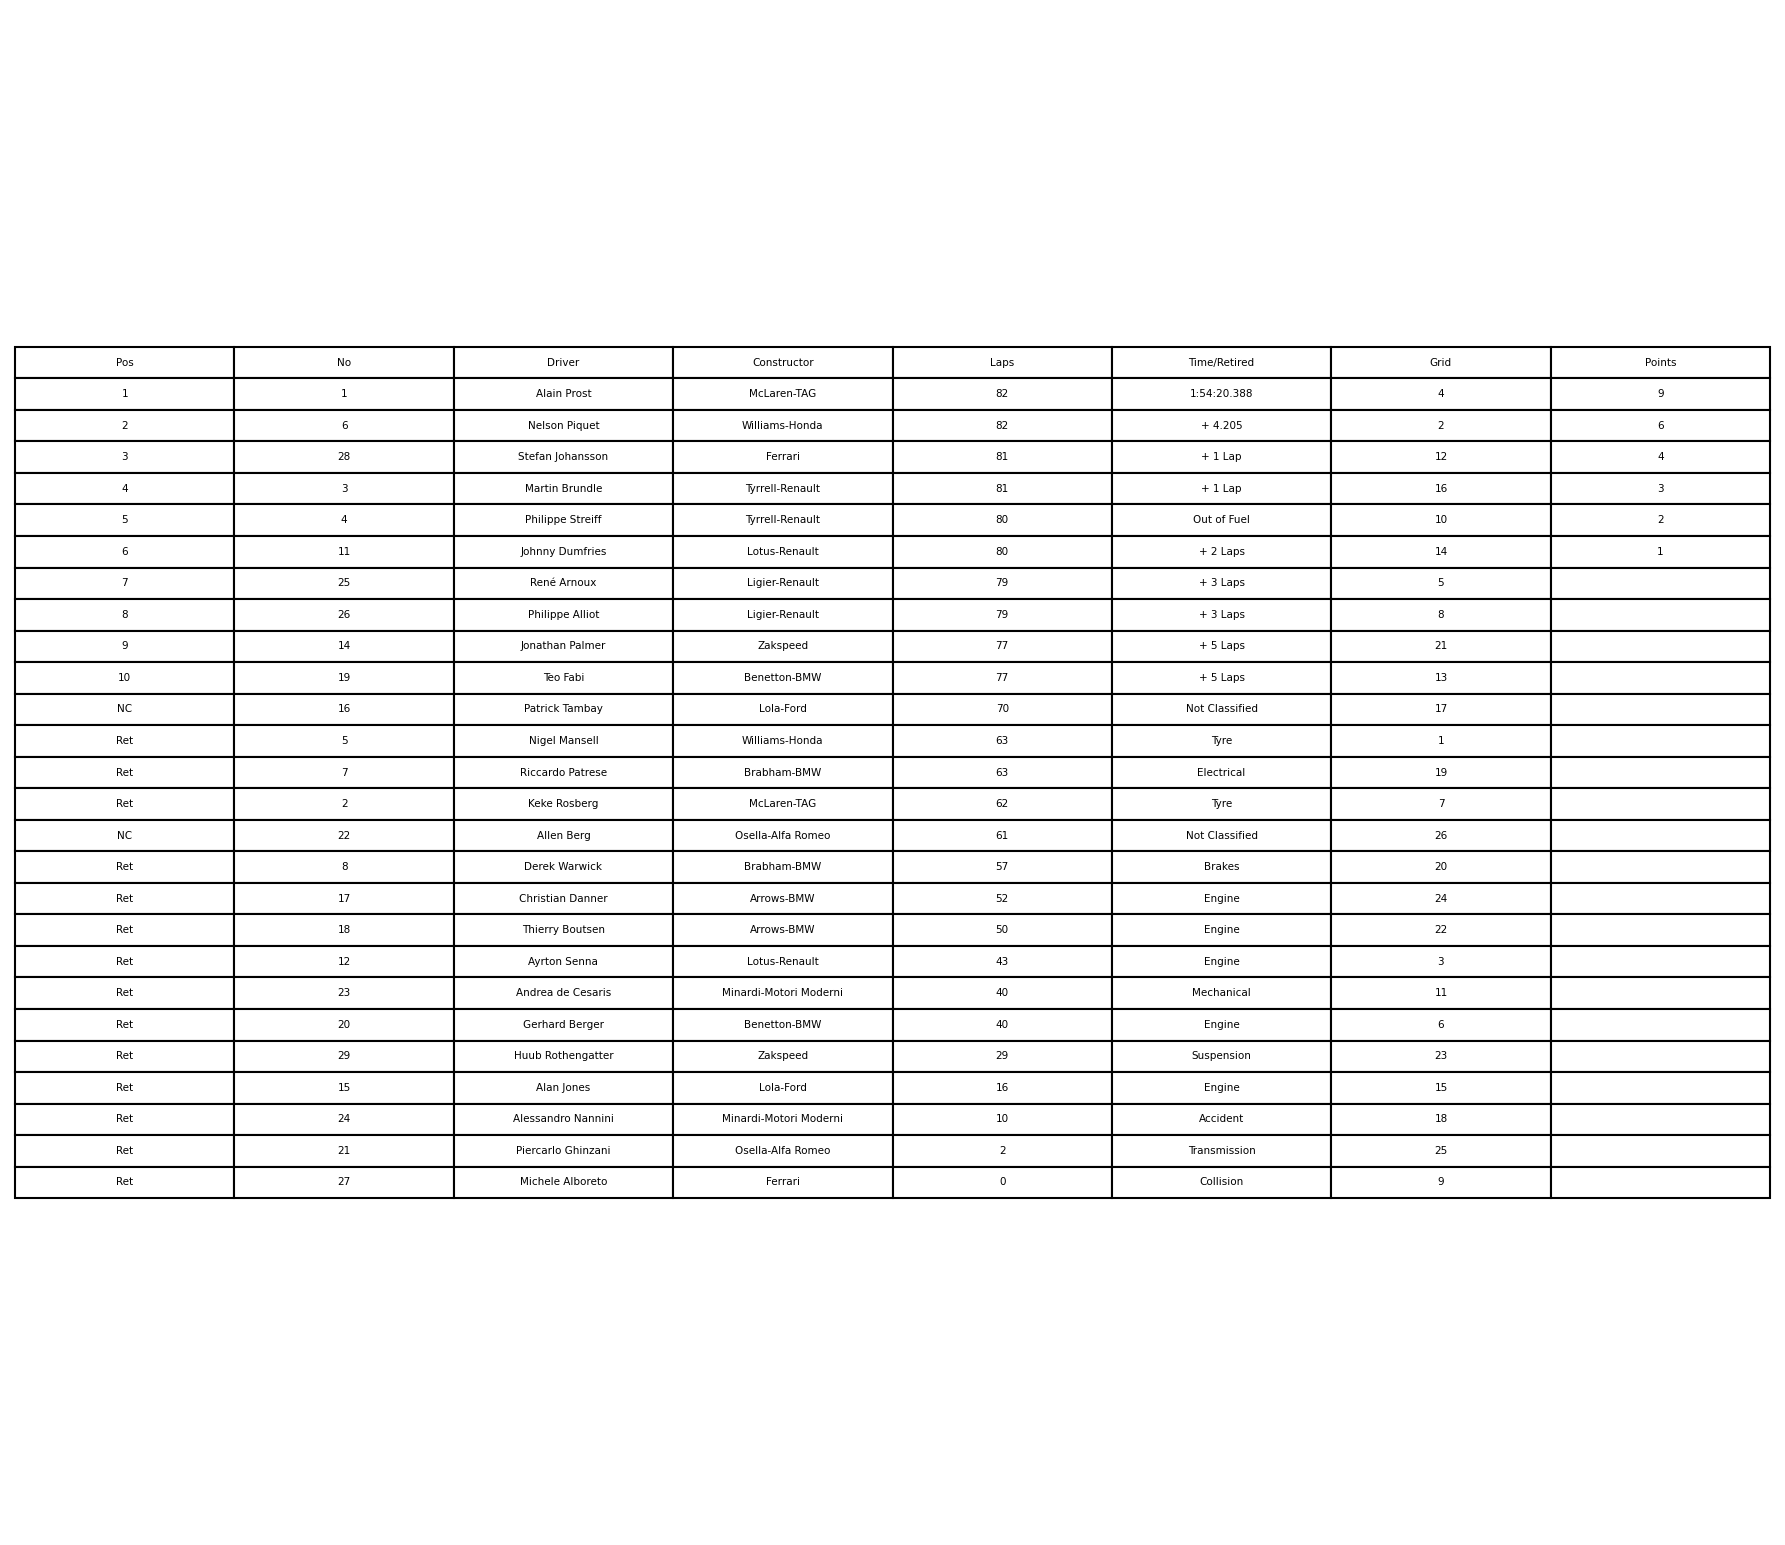 Pos No Driver Constructor Laps Time/Retired Grid Points
1 1 Alain Prost McLaren-TAG 82 1:54:20.388 4 9
2 6 Nelson Piquet Williams-Honda 82 + 4.205 2 6
3 28 Stefan Johansson Ferrari 81 + 1 Lap 12 4
4 3 Martin Brundle Tyrrell-Renault 81 + 1 Lap 16 3
5 4 Philippe Streiff Tyrrell-Renault 80 Out of Fuel 10 2
6 11 Johnny Dumfries Lotus-Renault 80 + 2 Laps 14 1
7 25 René Arnoux Ligier-Renault 79 + 3 Laps 5
8 26 Philippe Alliot Ligier-Renault 79 + 3 Laps 8
9 14 Jonathan Palmer Zakspeed 77 + 5 Laps 21
10 19 Teo Fabi Benetton-BMW 77 + 5 Laps 13
NC 16 Patrick Tambay Lola-Ford 70 Not Classified 17
Ret 5 Nigel Mansell Williams-Honda 63 Tyre 1
Ret 7 Riccardo Patrese Brabham-BMW 63 Electrical 19
Ret 2 Keke Rosberg McLaren-TAG 62 Tyre 7
NC 22 Allen Berg Osella-Alfa Romeo 61 Not Classified 26
Ret 8 Derek Warwick Brabham-BMW 57 Brakes 20
Ret 17 Christian Danner Arrows-BMW 52 Engine 24
Ret 18 Thierry Boutsen Arrows-BMW 50 Engine 22
Ret 12 Ayrton Senna Lotus-Renault 43 Engine 3
Ret 23 Andrea de Cesaris Minardi-Motori Moderni 40 Mechanical 11
Ret 20 Gerhard Berger Benetton-BMW 40 Engine 6
Ret 29 Huub Rothengatter Zakspeed 29 Suspension 23
Ret 15 Alan Jones Lola-Ford 16 Engine 15
Ret 24 Alessandro Nannini Minardi-Motori Moderni 10 Accident 18
Ret 21 Piercarlo Ghinzani Osella-Alfa Romeo 2 Transmission 25
Ret 27 Michele Alboreto Ferrari 0 Collision 9